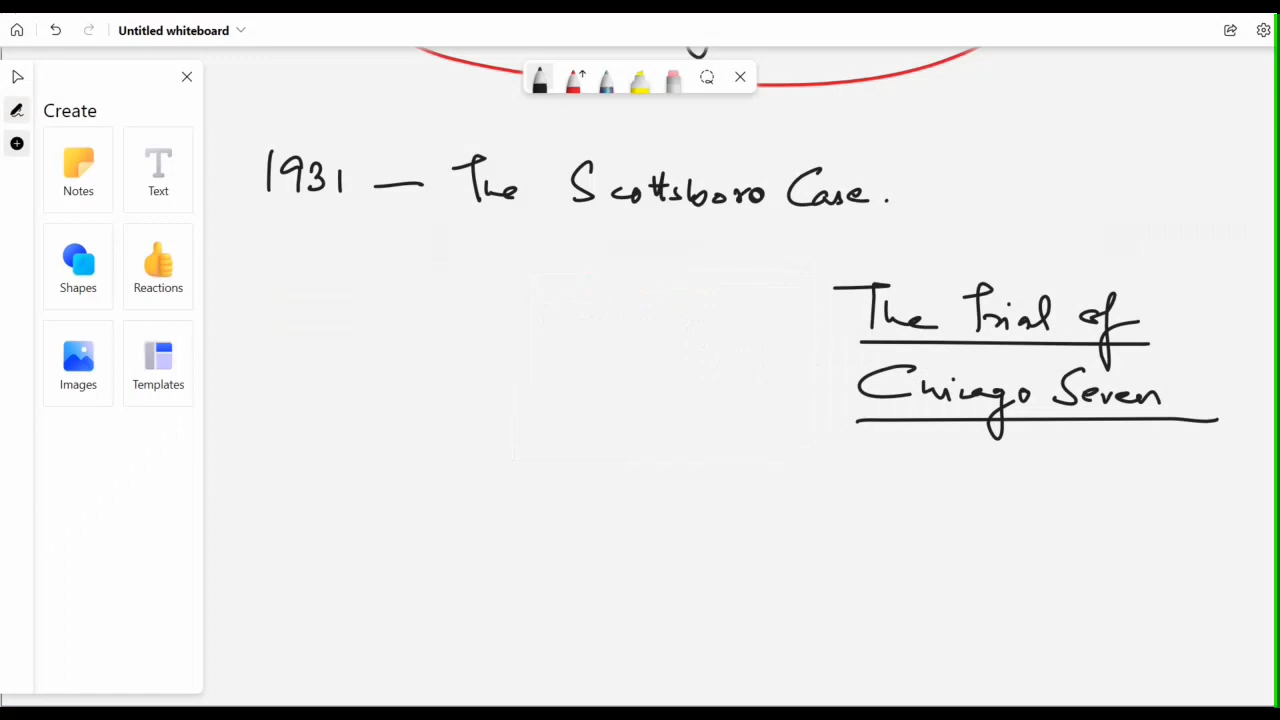 Untitled whiteboard
Create
Notes
Text
Shapes
Reactions
Images
Templates
1931 — The Scottsboro Case.
The Trial of
Chicago Seven